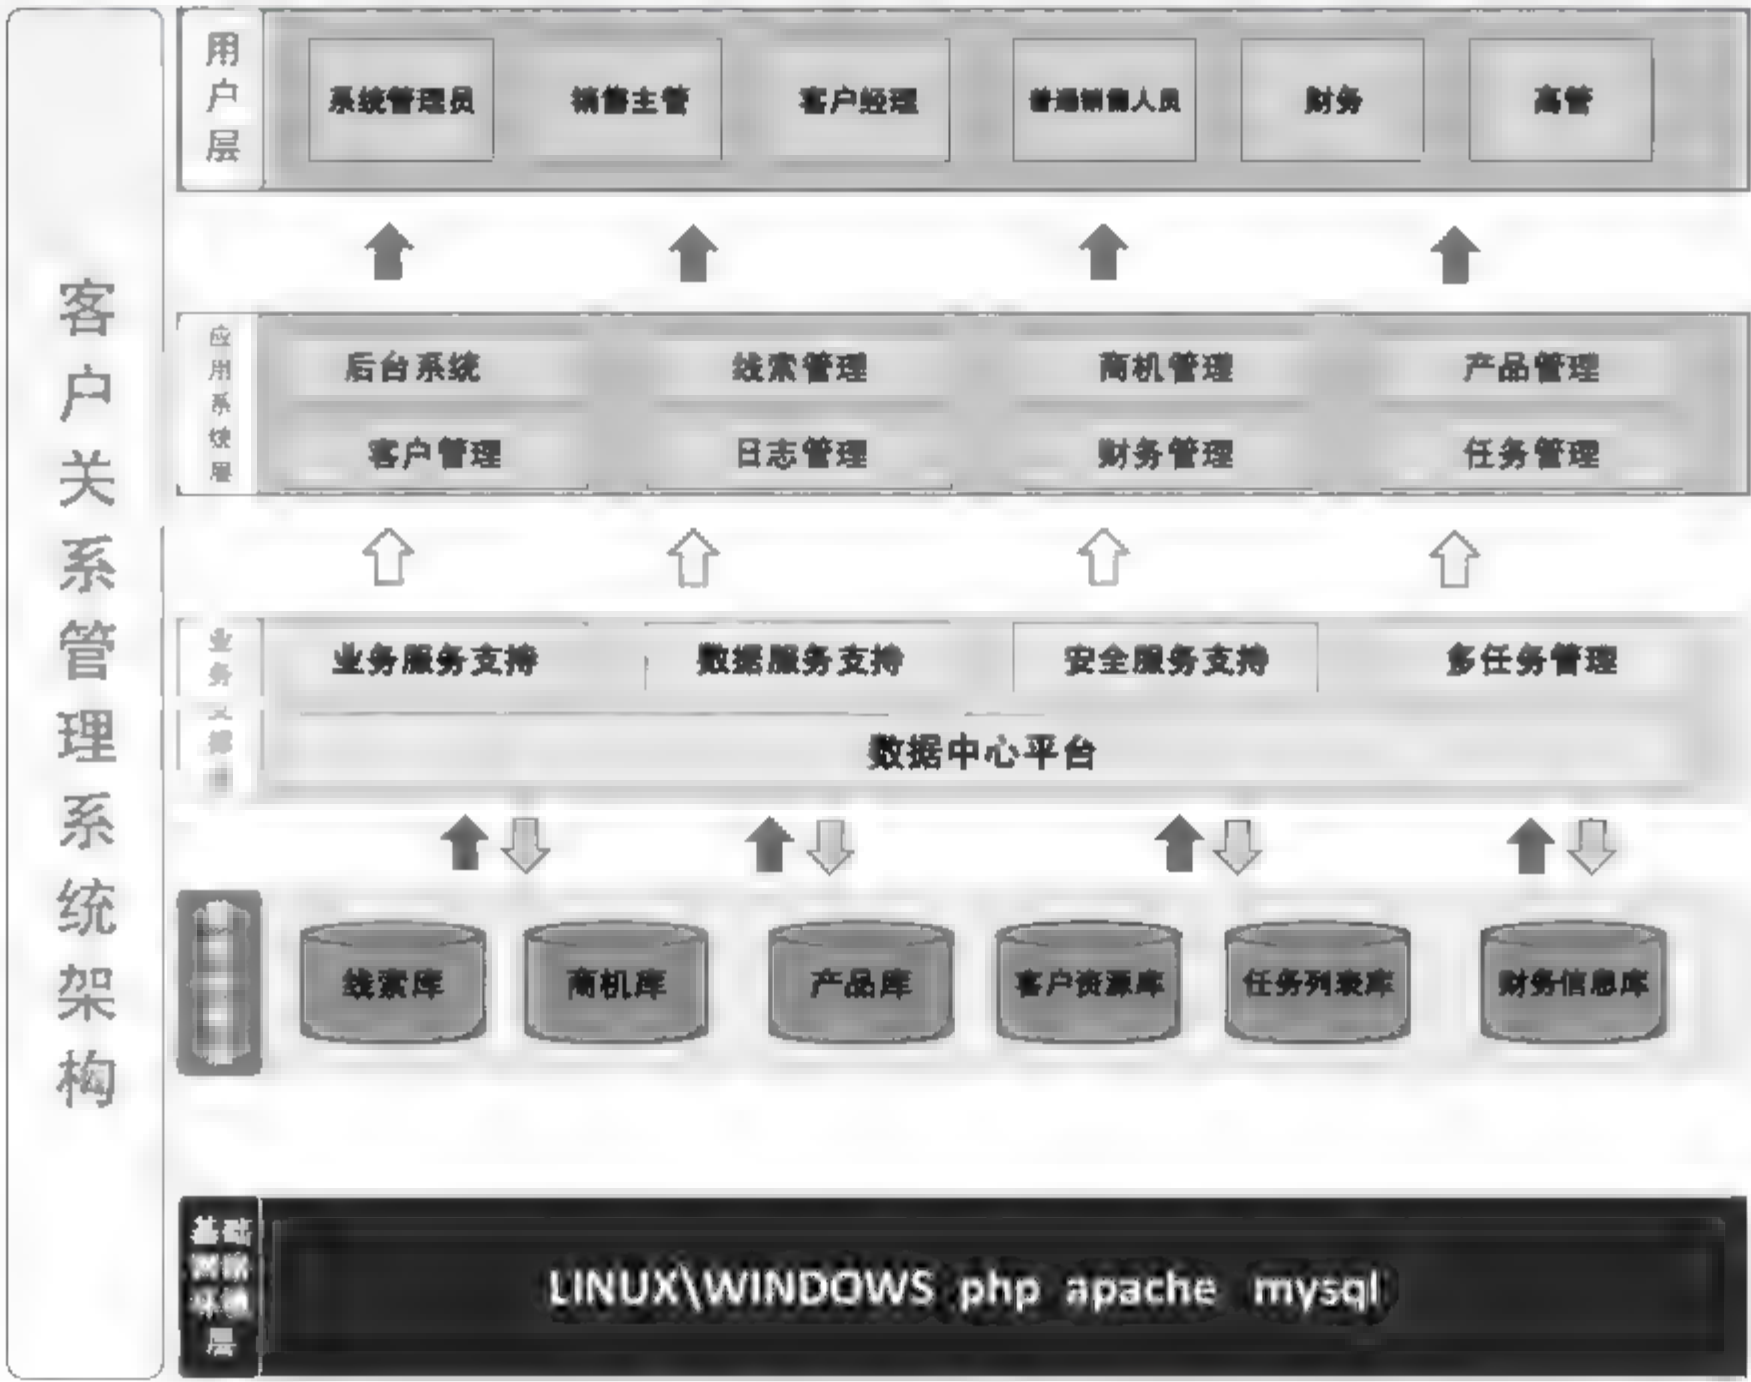 客户关系管理系统架构
用户层
系统管理员 销售主管 客户经理 普通销售人员 财务 高管
应用系统层
后台系统 线索管理 商机管理 产品管理
客户管理 日志管理 财务管理 任务管理
业务支撑
业务服务支持 数据服务支持 安全服务支持 多任务管理
数据中心平台
线索库 商机库 产品库 客户资源库 任务列表库 财务信息库
基础
层
LINUX\WINDOWS php apache mysql